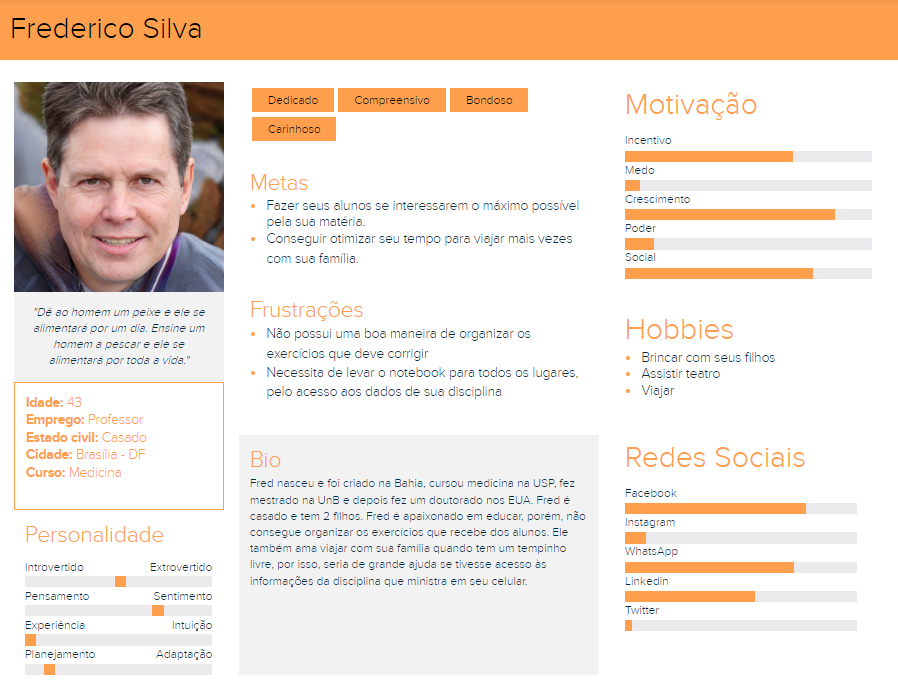 Frederico Silva
"Dê ao homem um peixe e ele se
alimentará por um dia. Ensine um
homem a pescar e ele se
alimentará por toda a vida."
Idade: 43
Emprego: Professor
Estado civil: Casado
Cidade: Brasília - DF
Curso: Medicina
Personalidade
Introvertido Extrovertido
Pensamento Sentimento
Experiência Intuição
Planejamento Adaptação
Dedicado Compreensivo Bondoso
Carinhoso
Metas
Fazer seus alunos se interessarem o máximo possível
pela sua matéria.
Conseguir otimizar seu tempo para viajar mais vezes
com sua família.
Frustrações
Não possui uma boa maneira de organizar os
exercícios que deve corrigir
Necessita de levar o notebook para todos os lugares,
pelo acesso aos dados de sua disciplina
Bio
Fred nasceu e foi criado na Bahia, cursou medicina na USP, fez
mestrado na UnB e depois fez um doutorado nos EUA. Fred é
casado e tem 2 filhos. Fred é apaixonado em educar, porém, não
consegue organizar os exercícios que recebe dos alunos. Ele
também ama viajar com sua família quando tem um tempinho
livre, por isso, seria de grande ajuda se tivesse acesso às
informações da disciplina que ministra em seu celular.
Motivação
Incentivo
Medo
Crescimento
Poder
Social
Hobbies
Brincar com seus filhos
Assistir teatro
Viajar
Redes Sociais
Facebook
Instagram
WhatsApp
Linkedin
Twitter